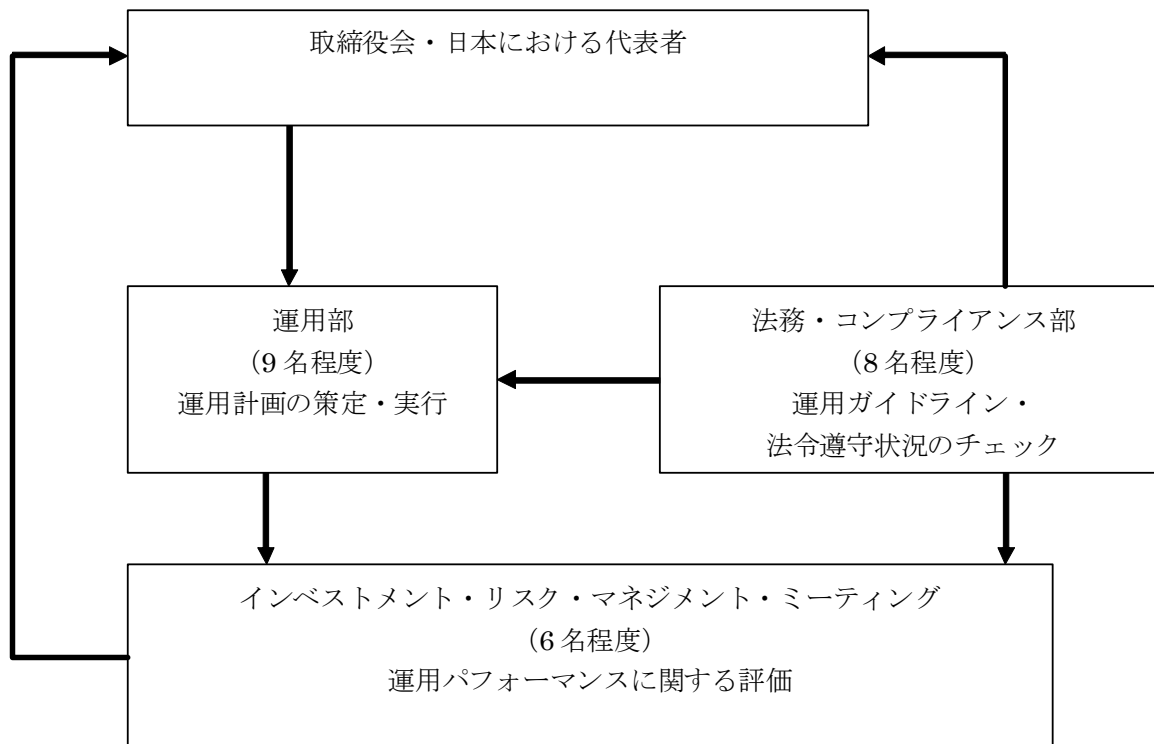 取締役会・日本における代表者
運用部
（9 名程度）
運用計画の策定・実行
法務・コンプライアンス部
（8 名程度）
運用ガイドライン・
法令遵守状況のチェック
インベストメント・リスク・マネジメント・ミーティング
（6 名程度）
運用パフォーマンスに関する評価